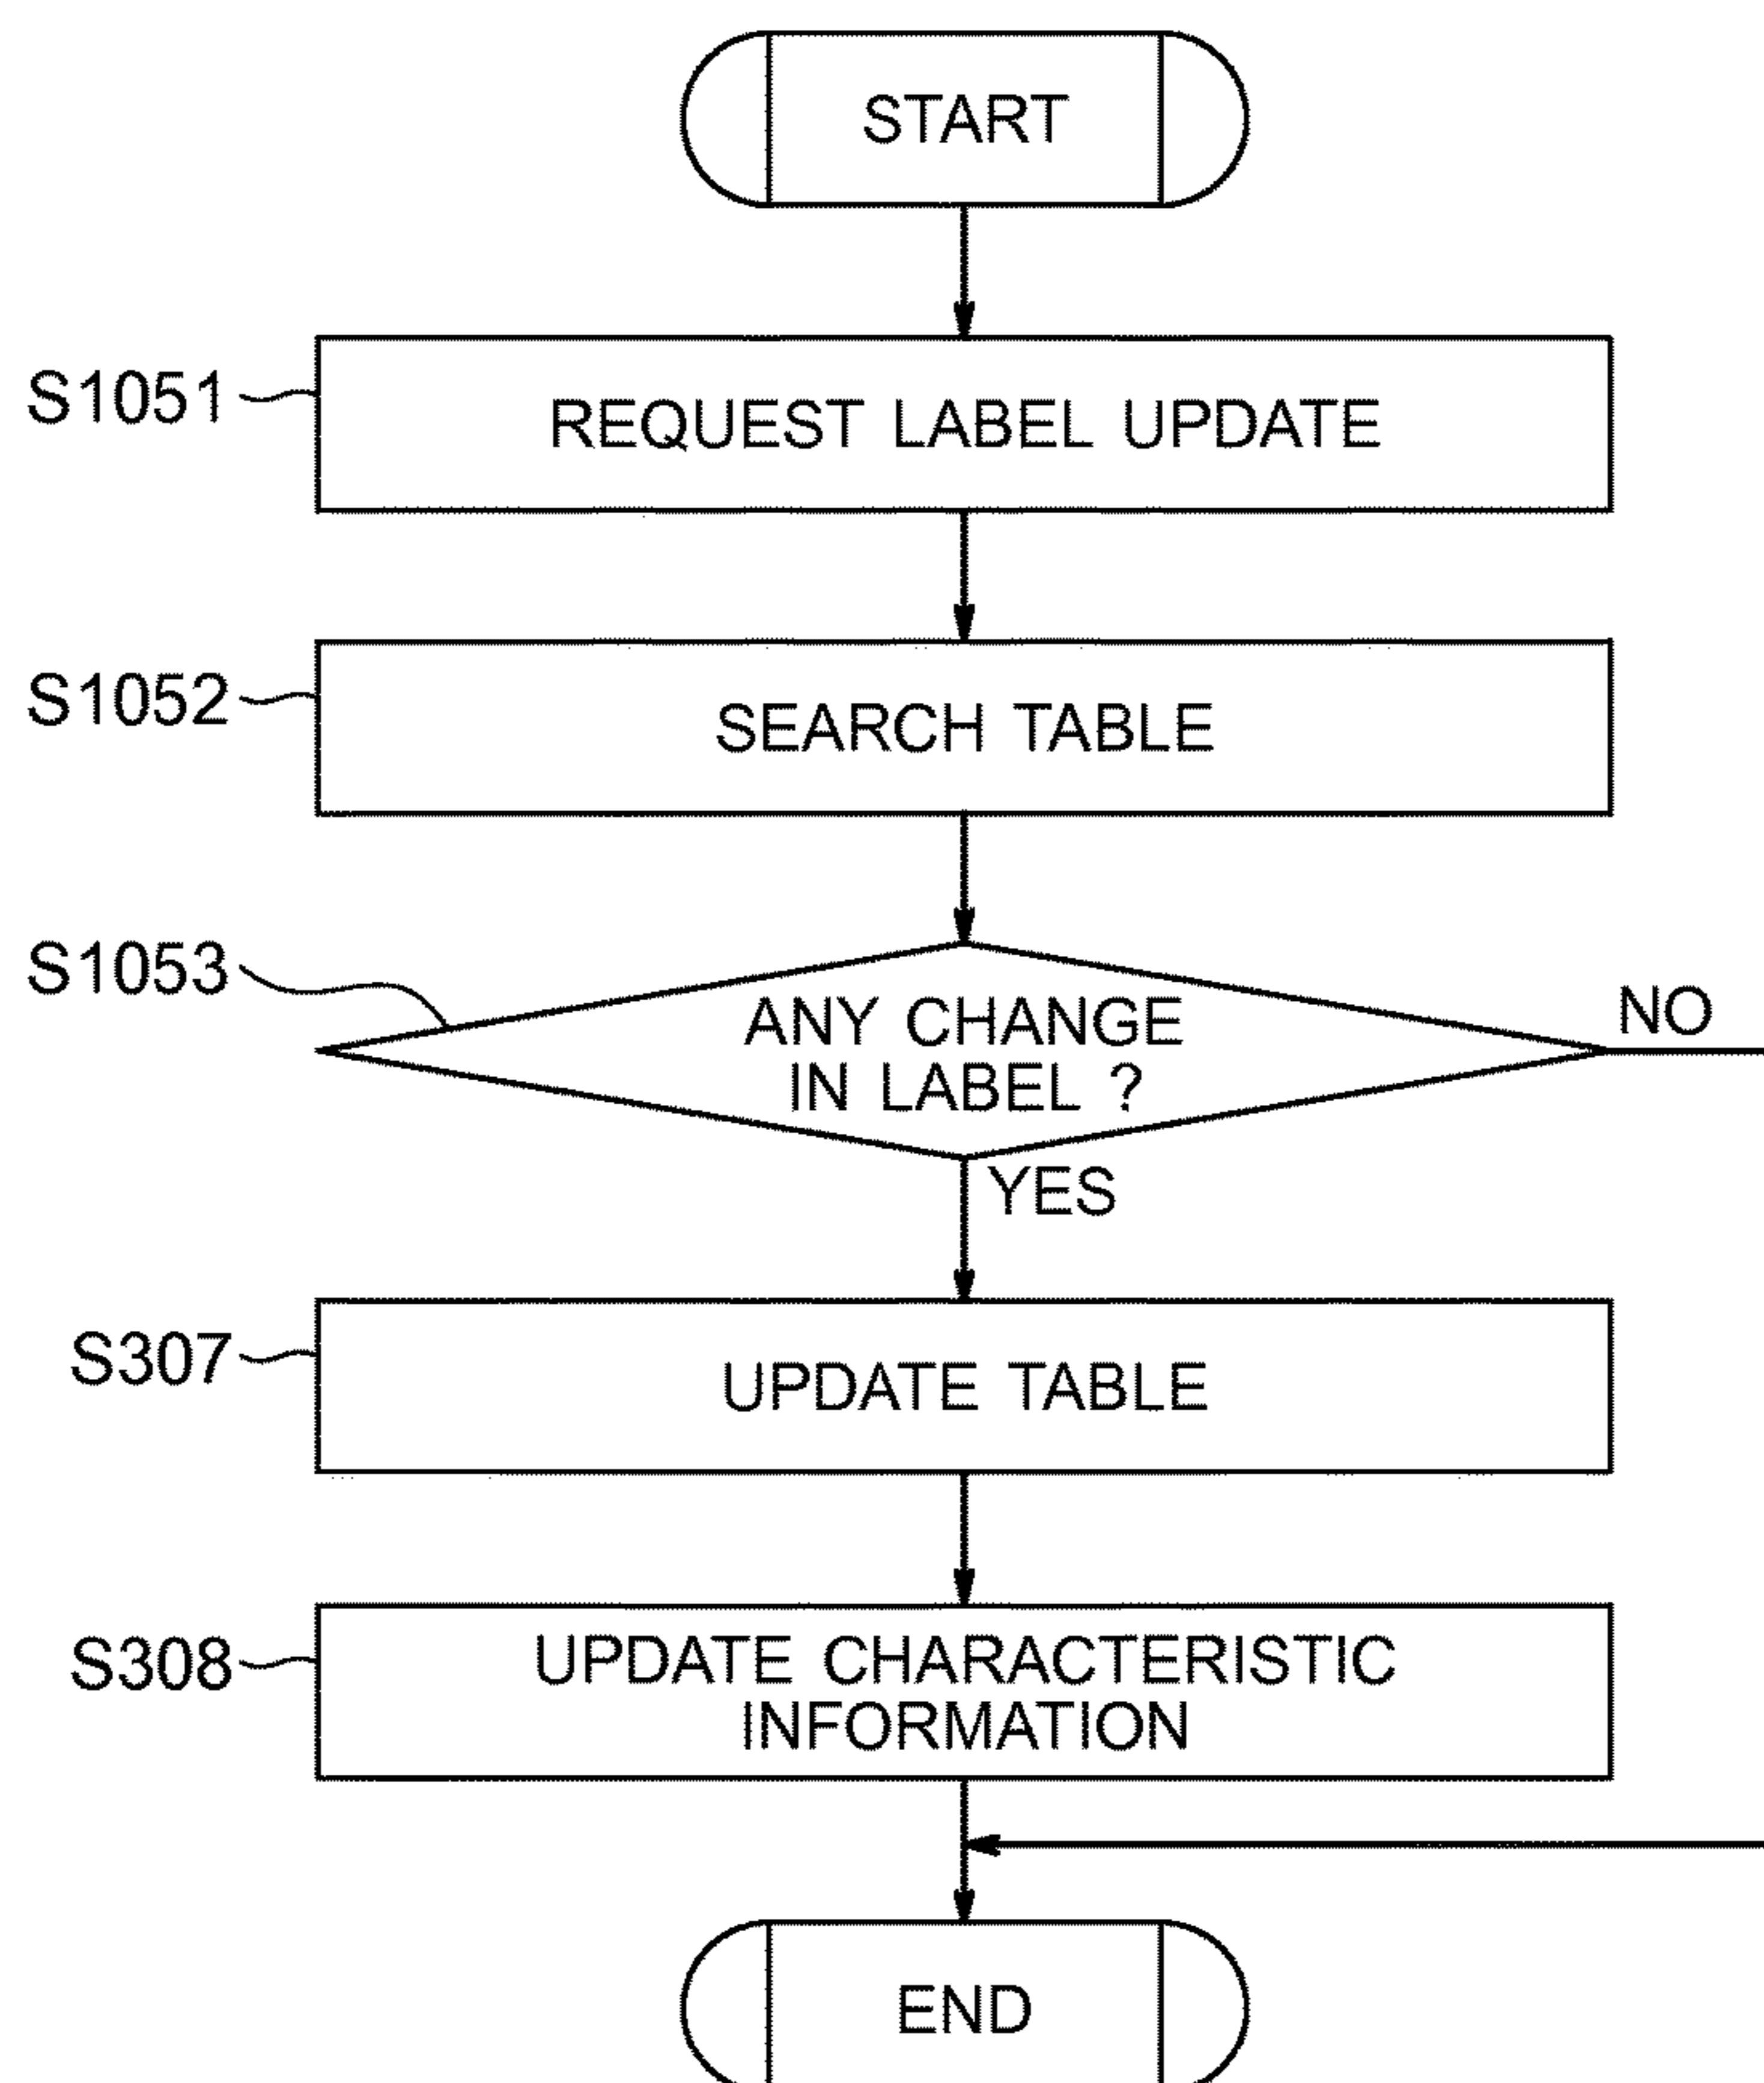 START
S1051
REQUEST LABEL UPDATE
S1052
SEARCH TABLE
S1053
ANY CHANGE
IN LABEL ?
NO
YES
S307
UPDATE TABLE
S308
UPDATE CHARACTERISTIC
INFORMATION
END